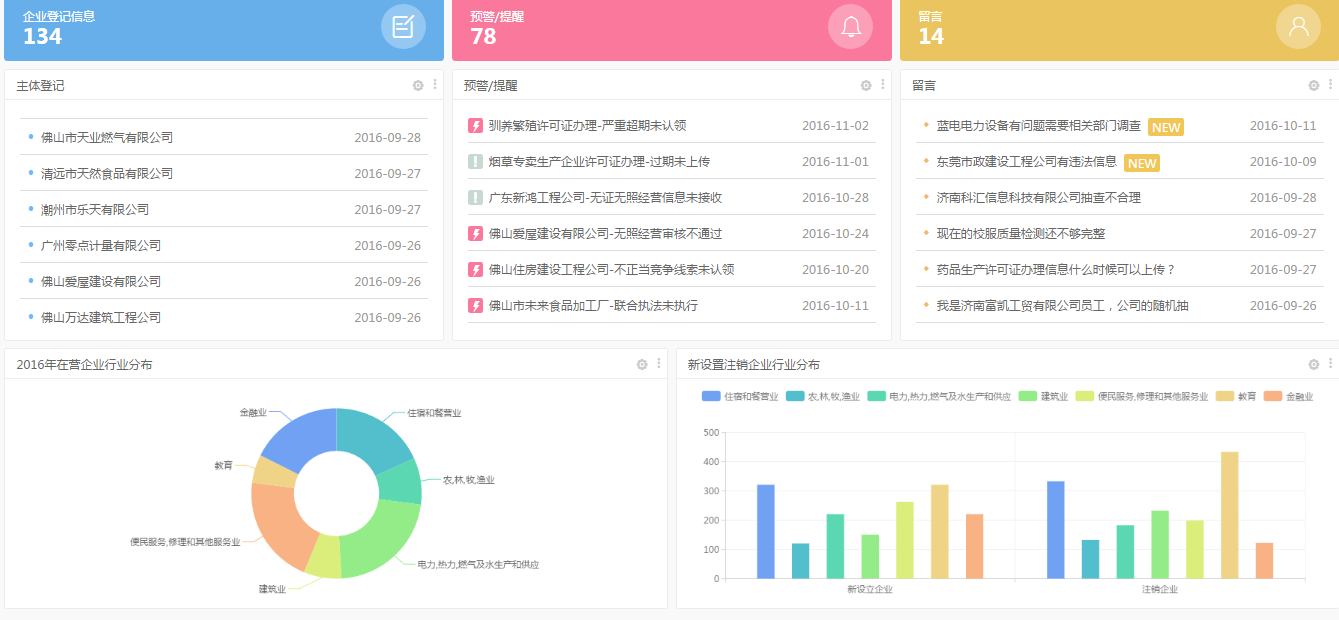 企业登记信息
134
预警/提醒
78
留言
14
主体登记
佛山市天业燃气有限公司 2016-09-28
清远市天然食品有限公司 2016-09-27
潮州市乐天有限公司 2016-09-27
广州零点计量有限公司 2016-09-26
佛山爱屋建设有限公司 2016-09-26
佛山万达建筑工程公司 2016-09-26
预警/提醒
驯养繁殖许可证办理-严重超期未认领 2016-11-02
烟草专卖生产企业许可证办理-过期未上传 2016-11-01
广东新鸿工程公司-无证无照经营信息未接收 2016-10-28
佛山爱屋建设有限公司-无照经营审核不通过 2016-10-24
佛山住房建设工程公司-不正当竞争线索未认领 2016-10-20
佛山市未来食品加工厂-联合执法未执行 2016-10-11
留言
蓝电电力设备有问题需要相关部门调查 NEW 2016-10-11
东莞市政建设工程公司有违法信息 NEW 2016-10-09
济南科汇信息科技有限公司抽查不合理 2016-09-28
现在的校服质量检测还不够完整 2016-09-27
药品生产许可证办理信息什么时候可以上传？ 2016-09-27
我是济南富凯工贸有限公司员工，公司的随机抽 2016-09-26
2016年在营企业行业分布
金融业
住宿和餐营业
教育
农,林,牧,渔业
便民服务,修理和其他服务业
电力,热力,燃气及水生产和供应
建筑业
新设置注销企业行业分布
住宿和餐营业 农,林,牧,渔业 电力,热力,燃气及水生产和供应 建筑业 便民服务,修理和其他服务业 教育 金融业
500
400
300
200
100
0
新设立企业 注销企业